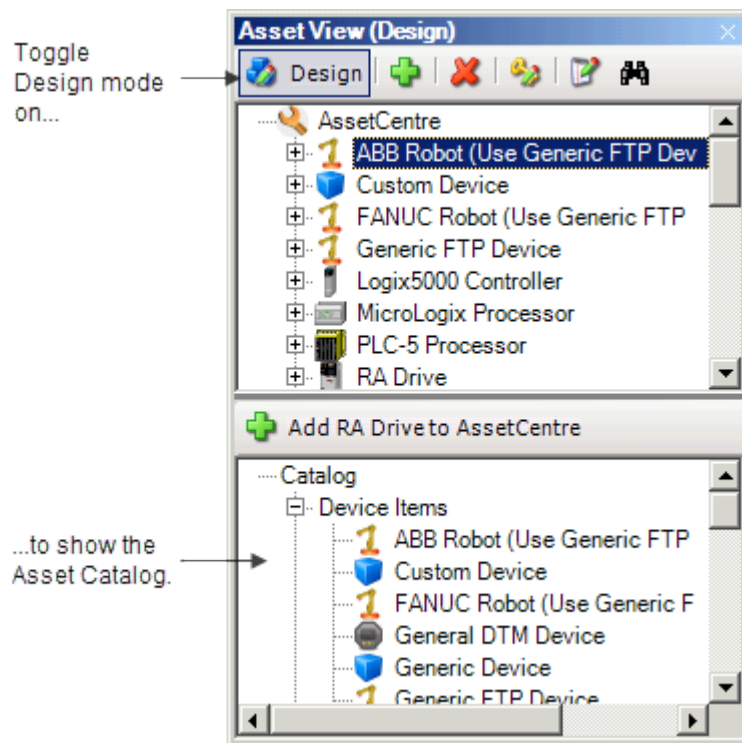 Asset View (Design)
Toggle
Design mode
on...
Design
AssetCentre
ABB Robot (Use Generic FTP Dev
Custom Device
FANUC Robot (Use Generic FTP
Generic FTP Device
Logix5000 Controller
MicroLogix Processor
PLC-5 Processor
RA Drive
Add RA Drive to AssetCentre
...to show the
Asset Catalog.
Catalog
Device Items
ABB Robot (Use Generic FTP
Custom Device
FANUC Robot (Use Generic F
General DTM Device
Generic Device
Generic FTP Device